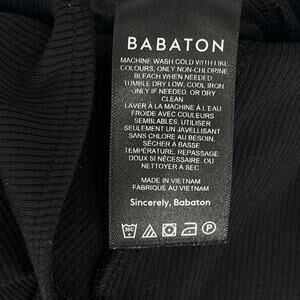 BABATON
MACHINE WASH COLD WITH LIKE
COLOURS, ONLY NON-CHLORINE
BLEACH WHEN NEEDED.
TUMBLE DRY LOW, COOL IRON
ONLY IF NEEDED. OR DRY
CLEAN
LAVER À LA MACHINE À L'EAU
FROIDE AVEC COULEURS
SEMBLABLES, UTILISER
SEULEMENT UN JAVELLISANT
SANS CHLORE AU BESOIN.
SÉCHER À BASSE
TEMPÉRATURE, REPASSAGE
DOUX SI NÉCESSAIRE. OU
NETTOYER À SEC
MADE IN VIETNAM
FABRIQUÉ AU VIETNAM
Sincerely, Babaton